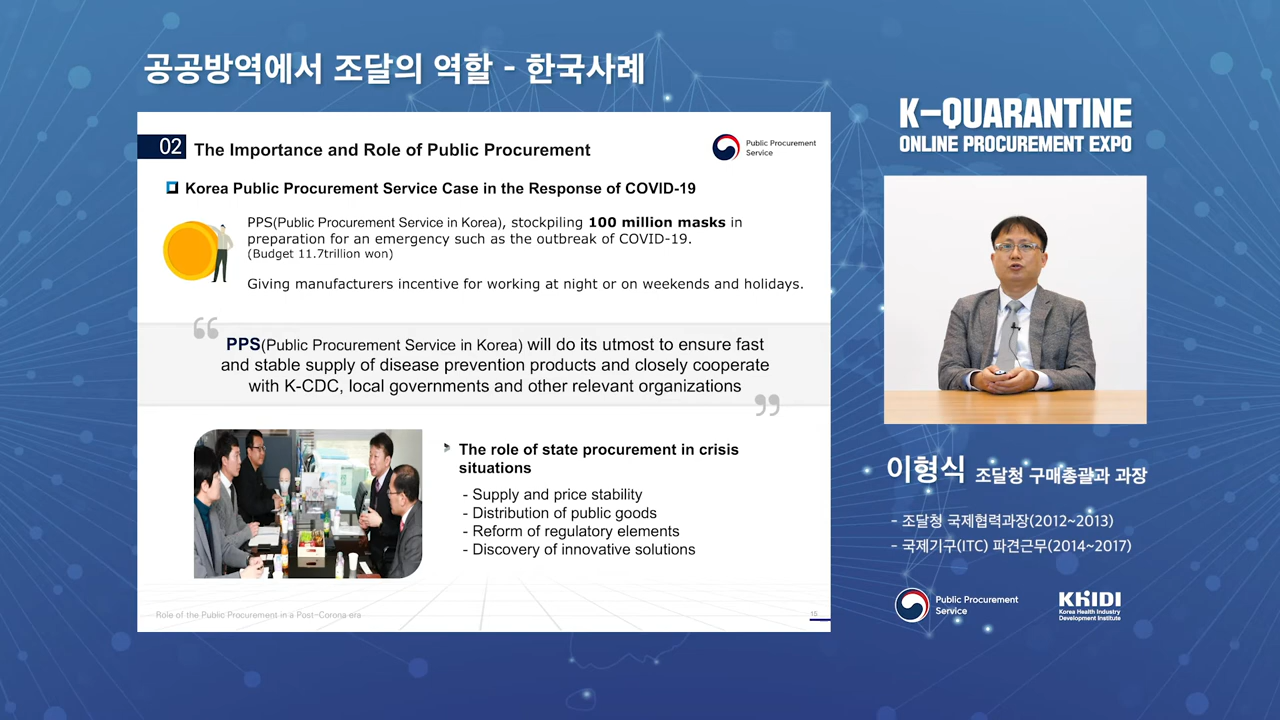 공공방역에서 조달의 역할 - 한국사례
02
The Importance and Role of Public Procurement
Public Procurement
Service
Korea Public Procurement Service Case in the Response of COVID-19
PPS(Public Procurement Service in Korea), stockpiling 100 million masks in
preparation for an emergency such as the outbreak of COVID-19.
(Budget 11.7trillion won)
Giving manufacturers incentive for working at night or on weekends and holidays.
“
PPS(Public Procurement Service in Korea) will do its utmost to ensure fast
and stable supply of disease prevention products and closely cooperate
with K-CDC, local governments and other relevant organizations
”
The role of state procurement in crisis
situations
- Supply and price stability
- Distribution of public goods
- Reform of regulatory elements
- Discovery of innovative solutions
Role of the Public Procurement in a Post-Corona era
15
K-QUARANTINE
ONLINE PROCUREMENT EXPO
이형식 조달청 구매총괄과 과장
- 조달청 국제협력과장(2012~2013)
- 국제기구(ITC) 파견근무(2014~2017)
Public Procurement
Service
KHIDI
Korea Health Industry
Development Institute